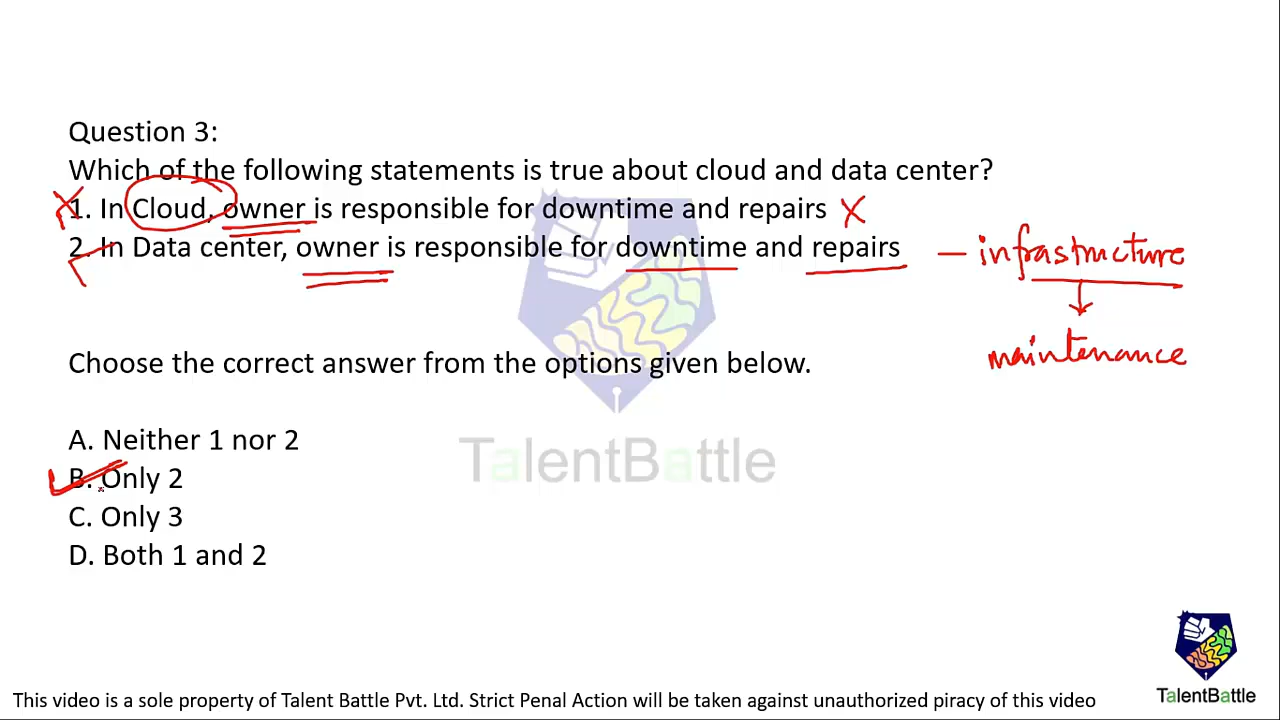 Question 3:
Which of the following statements is true about cloud and data center?
1. In Cloud, owner is responsible for downtime and repairs
2. In Data center, owner is responsible for downtime and repairs
– infrastructure
maintenance
Choose the correct answer from the options given below.
A. Neither 1 nor 2
B. Only 2
C. Only 3
D. Both 1 and 2
TalentBattle
TalentBattle
This video is a sole property of Talent Battle Pvt. Ltd. Strict Penal Action will be taken against unauthorized piracy of this video